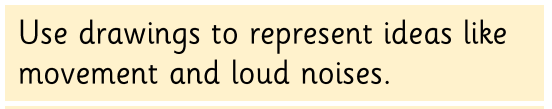 Use drawings to represent ideas like
movement and loud noises.